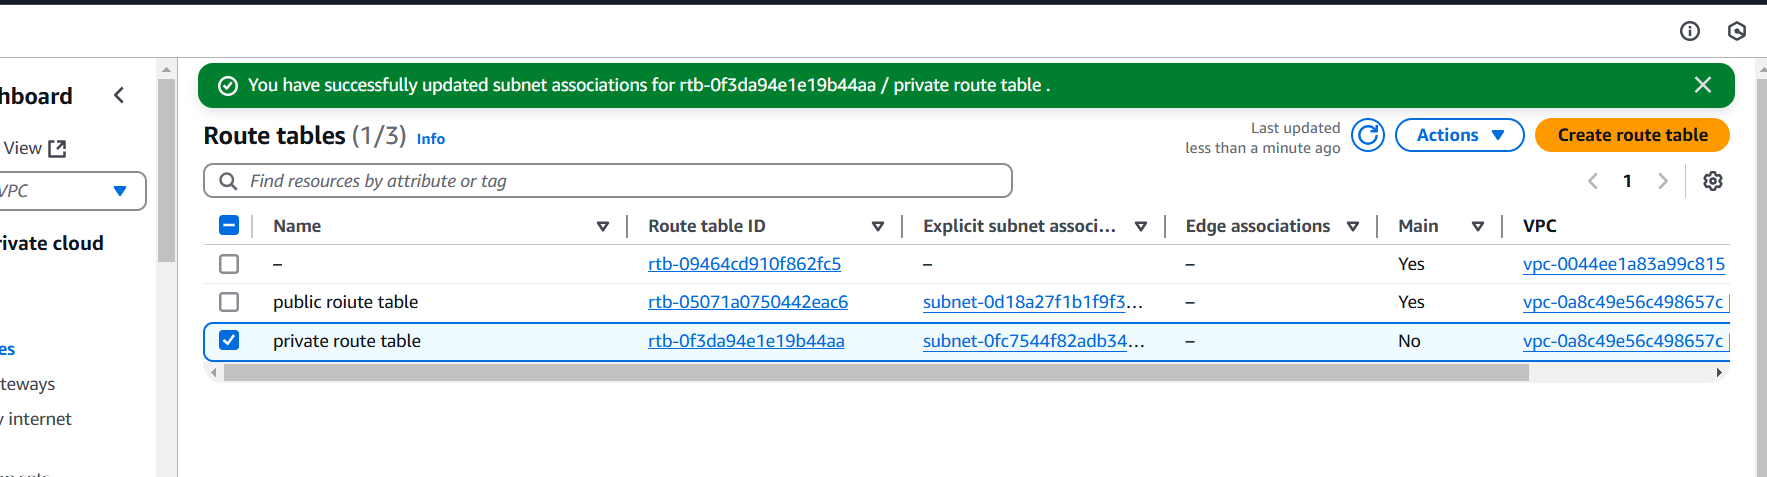 You have successfully updated subnet associations for rtb-0f3da94e1e19b44aa / private route table .
hboard
View
VPC
rivate cloud
es
teways
y internet
Route tables (1/3) Info
Last updated
less than a minute ago
Actions
Create route table
Find resources by attribute or tag
1
Name Route table ID Explicit subnet associ... Edge associations Main VPC
– rtb-09464cd910f862fc5 – – Yes vpc-0044ee1a83a99c815
public roiute table rtb-05071a0750442eac6 subnet-0d18a27f1b1f9f3... – Yes vpc-0a8c49e56c498657c |
private route table rtb-0f3da94e1e19b44aa subnet-0fc7544f82adb34... – No vpc-0a8c49e56c498657c |